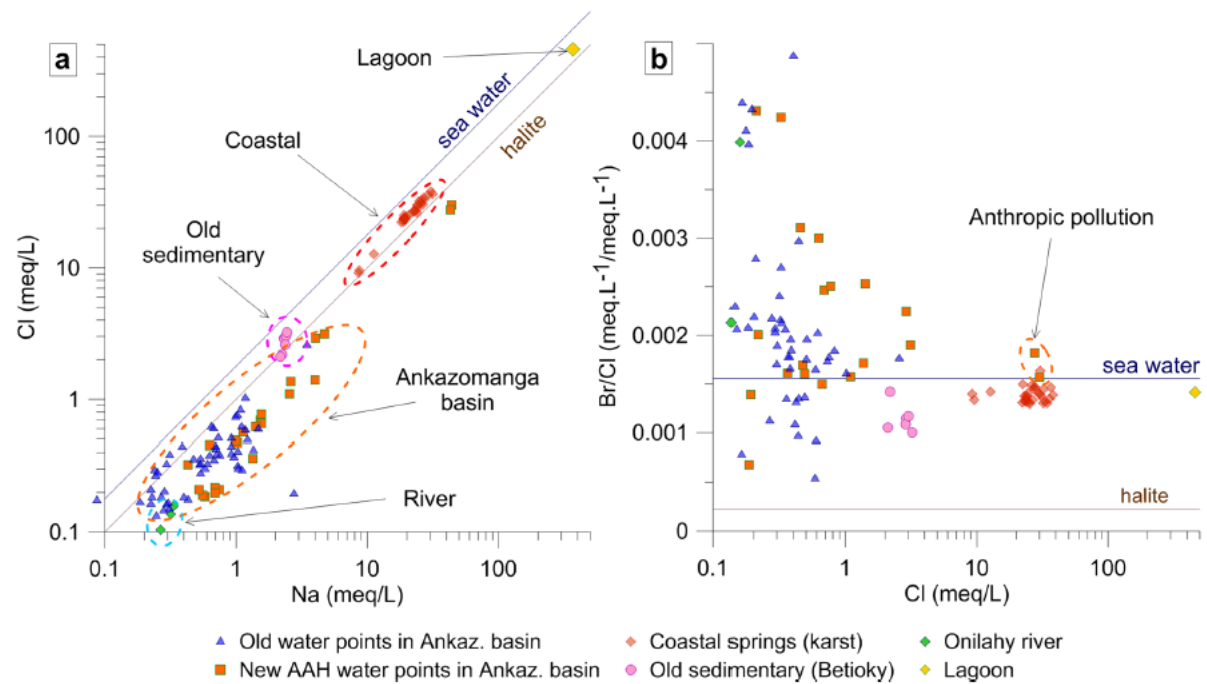 a
Lagoon
sea water
halite
Coastal
Old
sedimentary
Ankazomanga
basin
River
Cl (meq/L)
100
10
1
0.1
0.1
1
10
100
Na (meq/L)
b
Br/Cl (meq.L-1/meq.L-1)
0.004
0.003
0.002
0.001
0
Anthropic pollution
sea water
halite
0.1
1
10
100
Cl (meq/L)
Old water points in Ankaz. basin
Coastal springs (karst)
Onilahy river
New AAH water points in Ankaz. basin
Old sedimentary (Betioky)
Lagoon